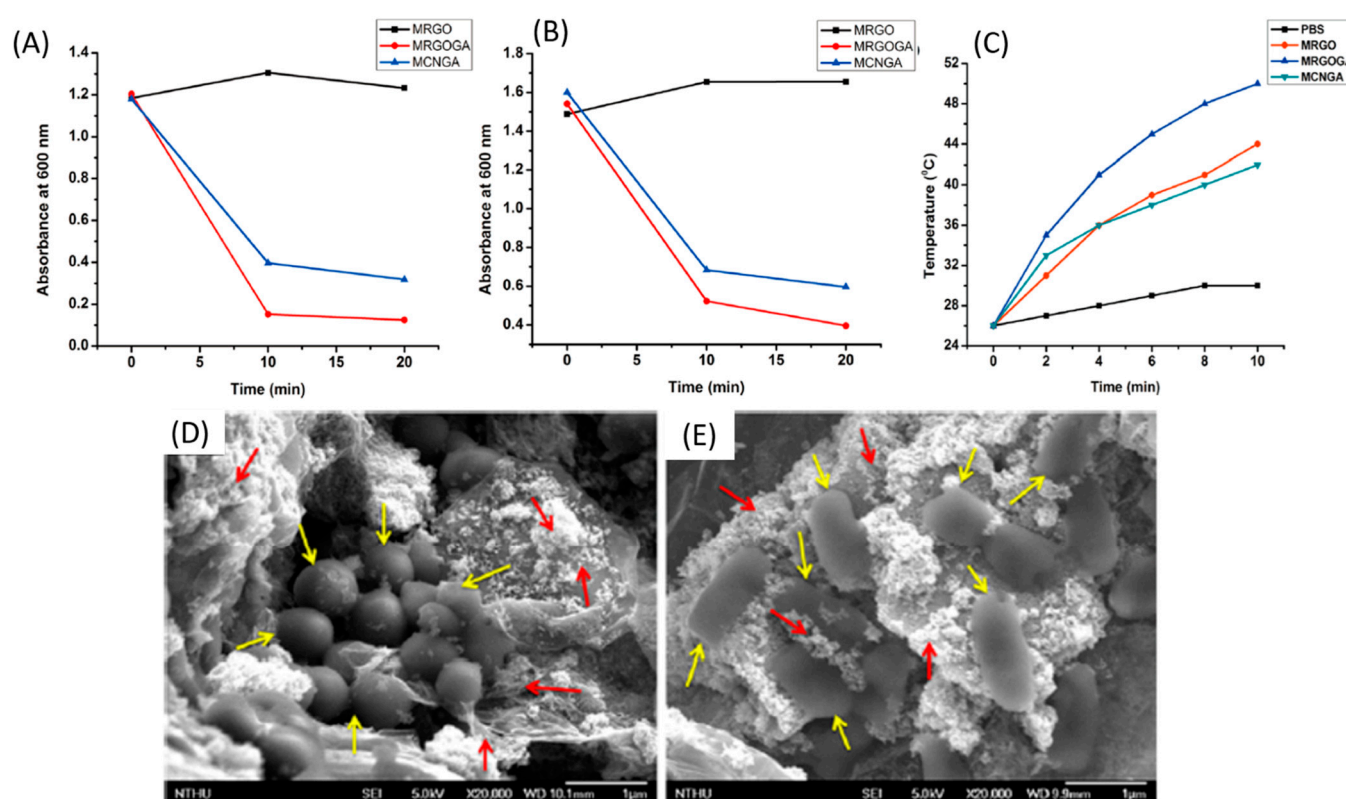 (A)
MRGO
MRGOGA
MCNGA
1.4
1.2
1.0
0.8
0.6
0.4
0.2
0.0
Absorbance at 600 nm
0 5 10 15 20
Time (min)
(B)
MRGO
MRGOGA
MCNGA
)
1.8
1.6
1.4
1.2
1.0
0.8
0.6
0.4
Absorbance at 600 nm
0 5 10 15 20
Time (min)
(C)
PBS
MRGO
MRGOGA
MCNGA
48
44
40
36
32
28
24
Temperature (⁰C)
0 2 4 6 8 10
Time (min)
(D)
NTHU SEI 5.0kV X20,000 WD 10.1mm 1µm
(E)
NTHU SEI 5.0kV X20,000 WD 9.9mm 1µm